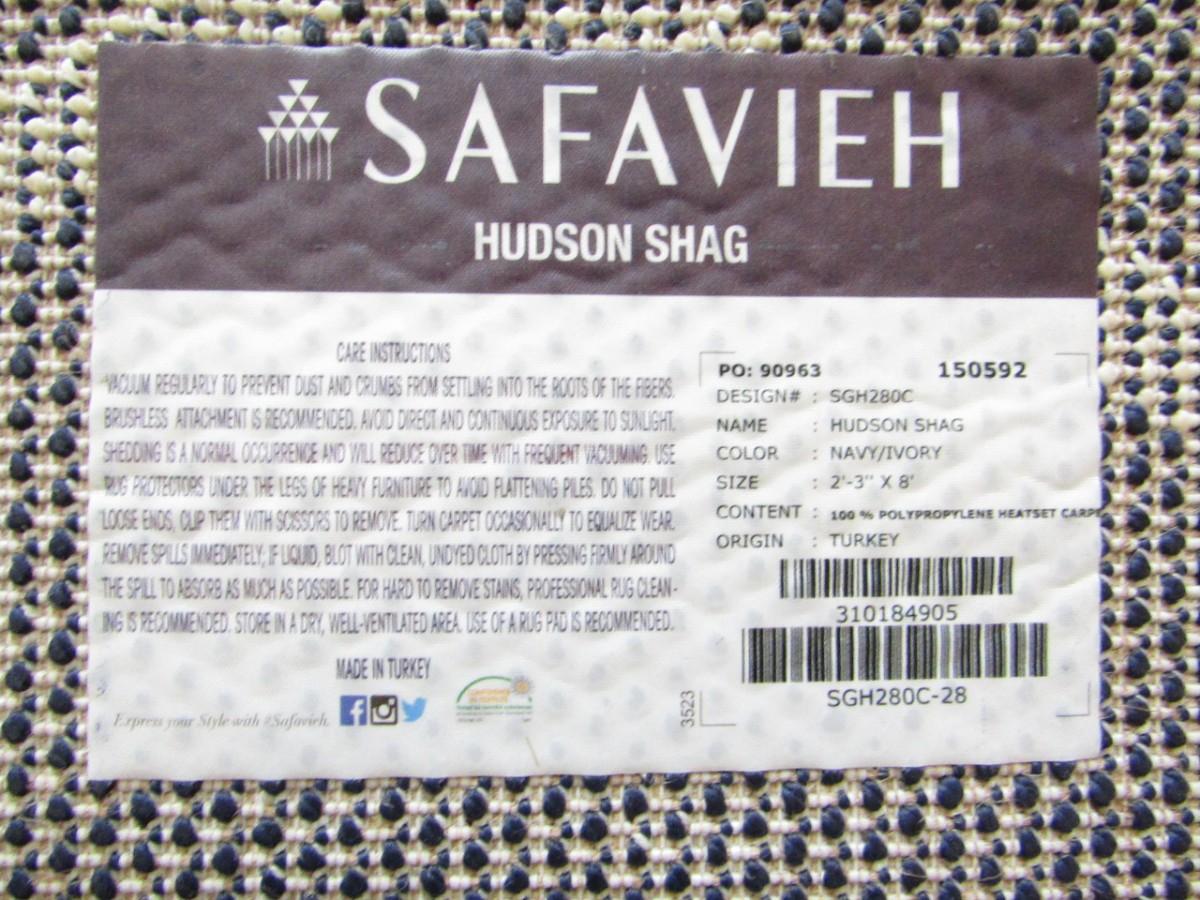 SAFAVIEH
HUDSON SHAG
CARE INSTRUCTIONS
VACUUM REGULARLY TO PREVENT DUST AND CRUMBS FROM SETTLING INTO THE ROOTS OF THE FIBERS.
BRUSHLESS ATTACHMENT IS RECOMMENDED. AVOID DIRECT AND CONTINUOUS EXPOSURE TO SUNLIGHT.
SHEDDING IS A NORMAL OCCURRENCE AND WILL REDUCE OVER TIME WITH FREQUENT VACUUMING. USE
RUG PROTECTORS UNDER THE LEGS OF HEAVY FURNITURE TO AVOID FLATTENING PILES. DO NOT PULL
LOOSE ENDS, CLIP THEM WITH SCISSORS TO REMOVE. TURN CARPET OCCASIONALLY TO EQUALIZE WEAR.
REMOVE SPILLS IMMEDIATELY; IF LIQUID, BLOT WITH CLEAN, UNDYED CLOTH BY PRESSING FIRMLY AROUND
THE SPILL TO ABSORB AS MUCH AS POSSIBLE. FOR HARD TO REMOVE STAINS, PROFESSIONAL RUG CLEAN-
ING IS RECOMMENDED. STORE IN A DRY, WELL-VENTILATED AREA. USE OF A RUG PAD IS RECOMMENDED.
MADE IN TURKEY
Express your Style with #Safavieh.
PO: 90963 150592
DESIGN# : SGH280C
NAME : HUDSON SHAG
COLOR : NAVY/IVORY
SIZE : 2'-3" X 8'
CONTENT : 100 % POLYPROPYLENE HEATSET CARPE
ORIGIN : TURKEY
310184905
SGH280C-28
3523